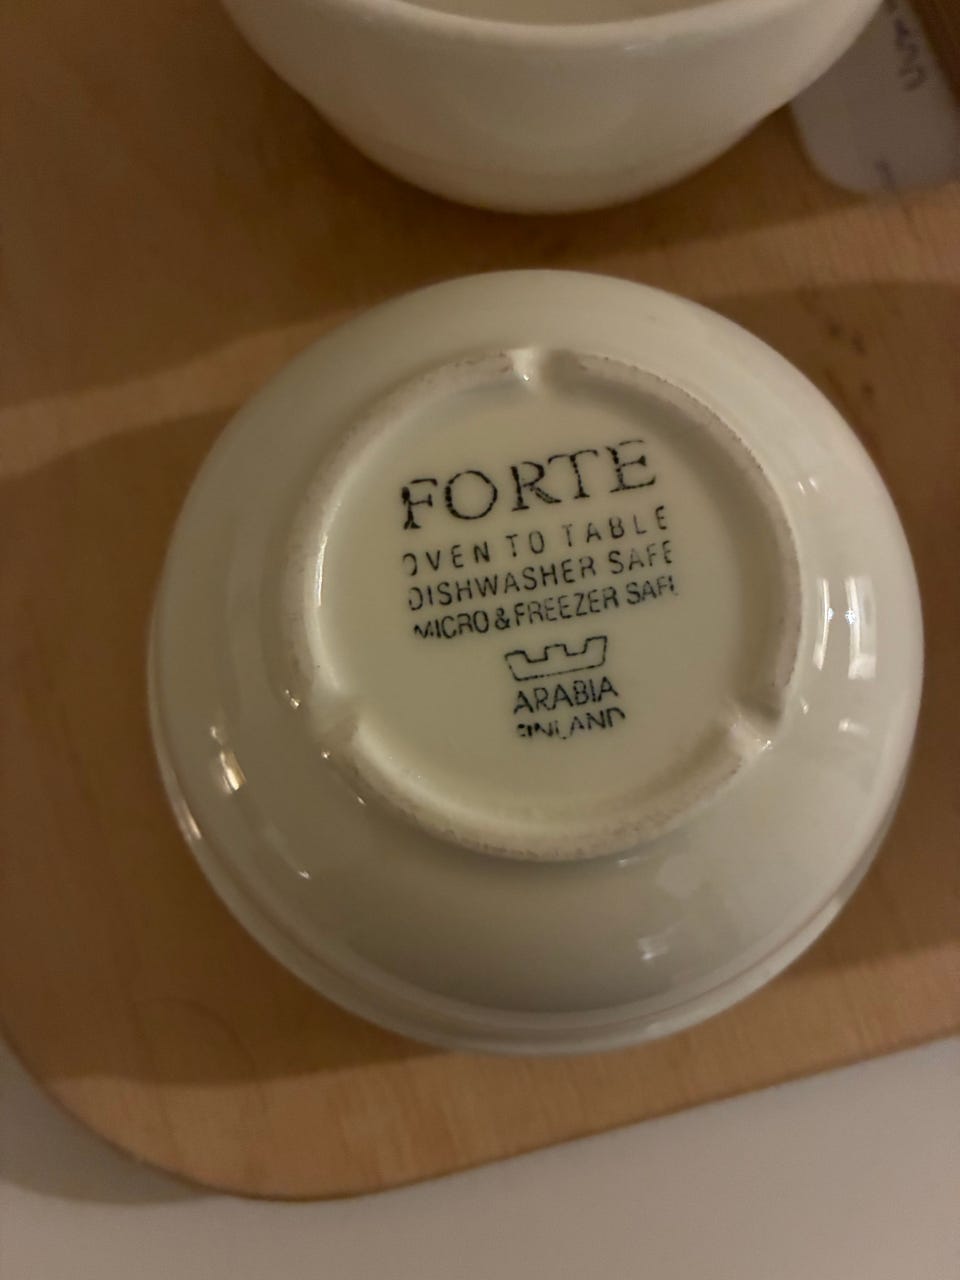 FORTE
OVEN TO TABLE
DISHWASHER SAFE
MICRO & FREEZER SAFE
ARABIA
FINLAND